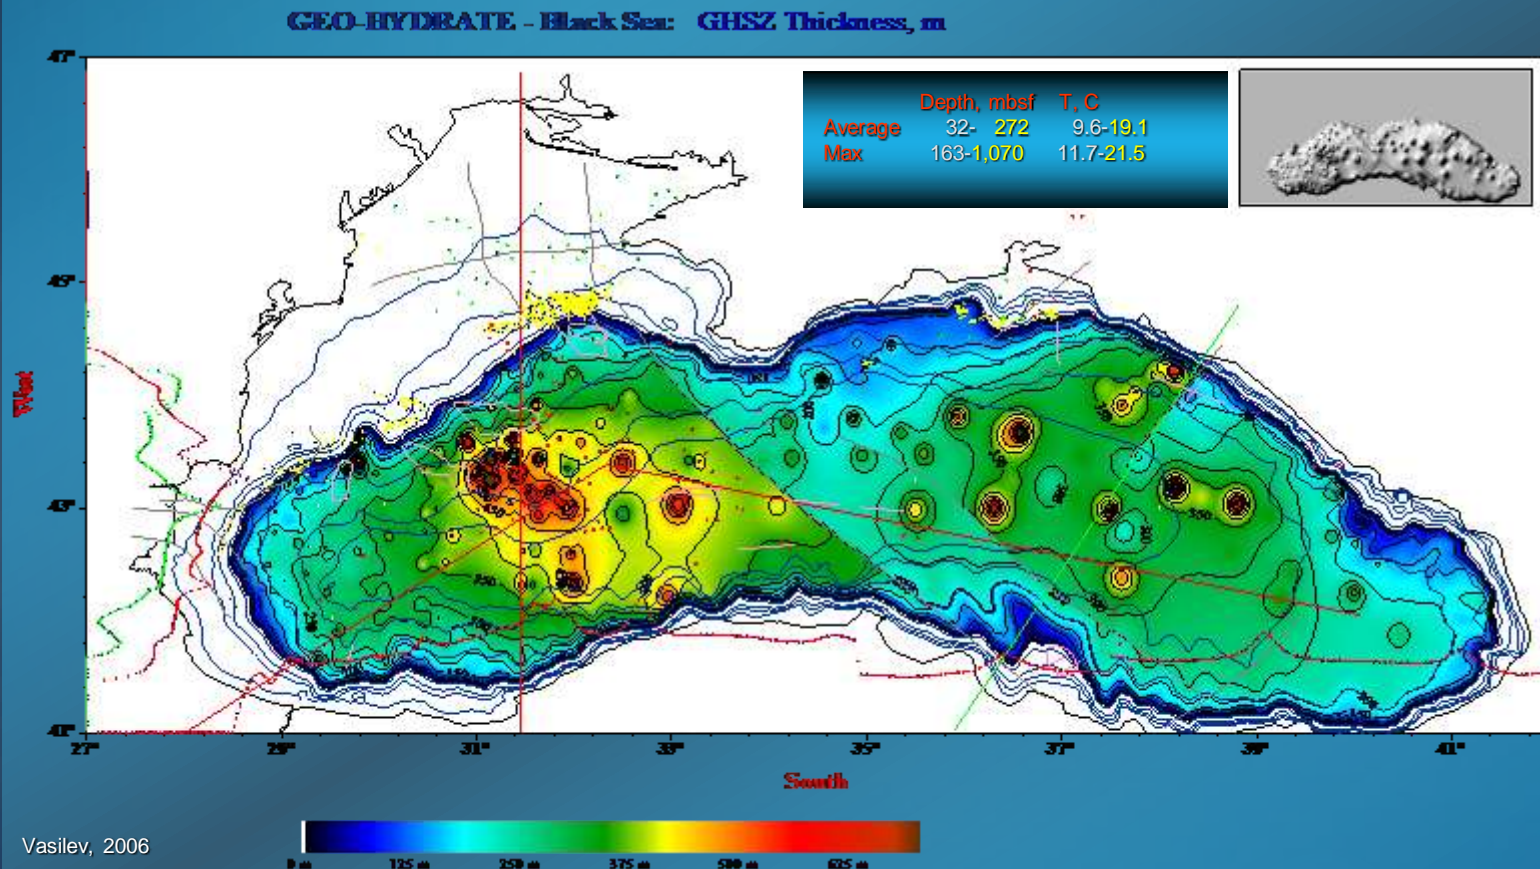 GEO-HYDRATE - Black Sea: GHSZ Thickness, m
47°
Depth, mbsf T, C
Average 32- 272 9.6-19.1
Max 163-1,070 11.7-21.5
45°
West
43°
41°
27° 29° 31° 33° 35° 37° 39° 41°
South
Vasilev, 2006
0 m 125 m 250 m 375 m 500 m 625 m